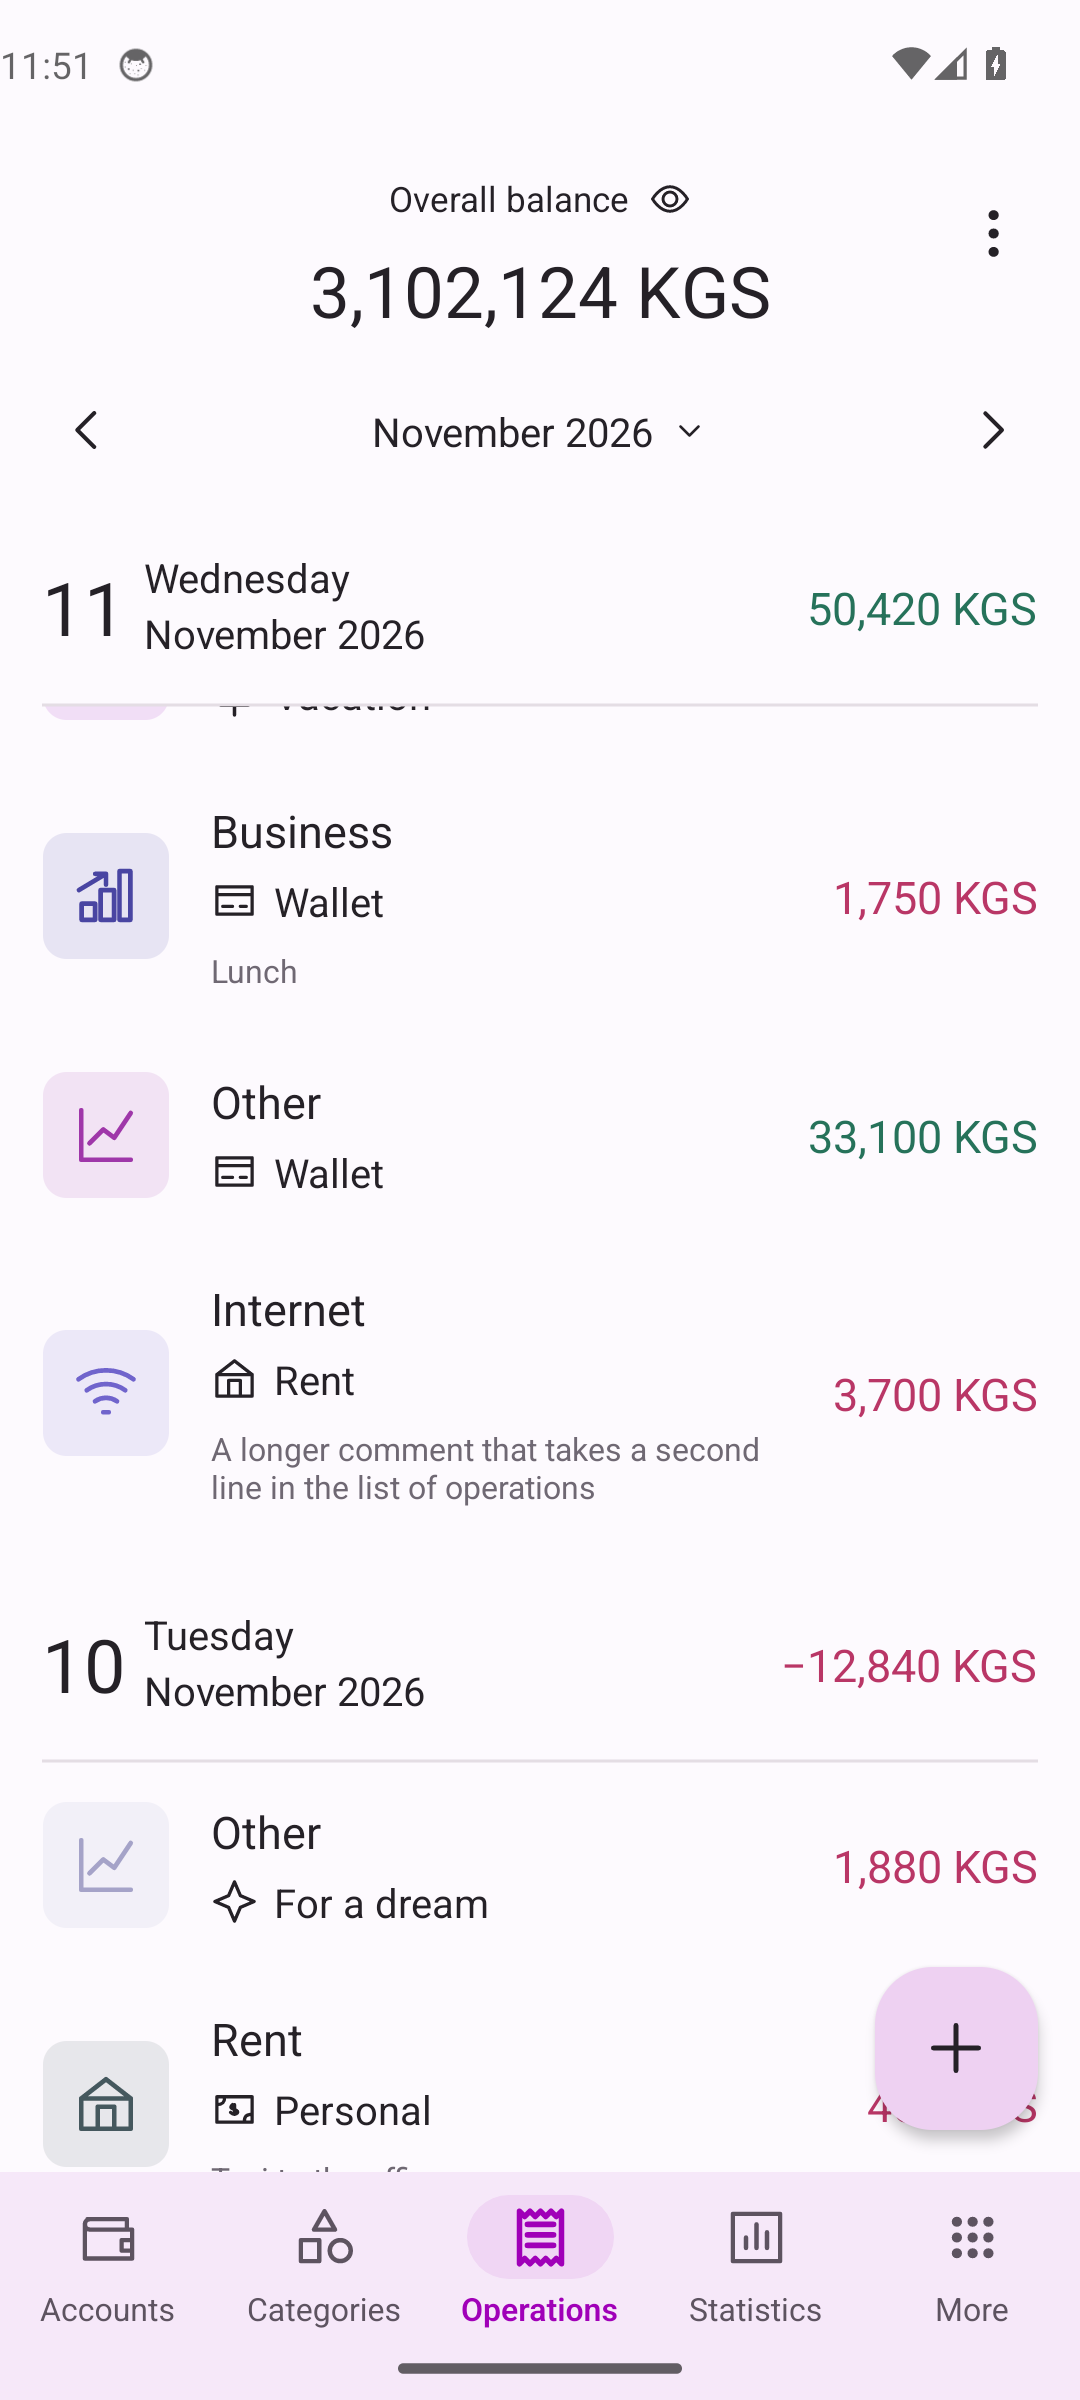 11:51
Overall balance
3,102,124 KGS
November 2026
11
Wednesday
November 2026
50,420 KGS
Vacation
Business
Wallet
1,750 KGS
Lunch
Other
Wallet
33,100 KGS
Internet
Rent
3,700 KGS
A longer comment that takes a second
line in the list of operations
10
Tuesday
November 2026
−12,840 KGS
Other
For a dream
1,880 KGS
Rent
Personal
Accounts
Categories
Operations
Statistics
More